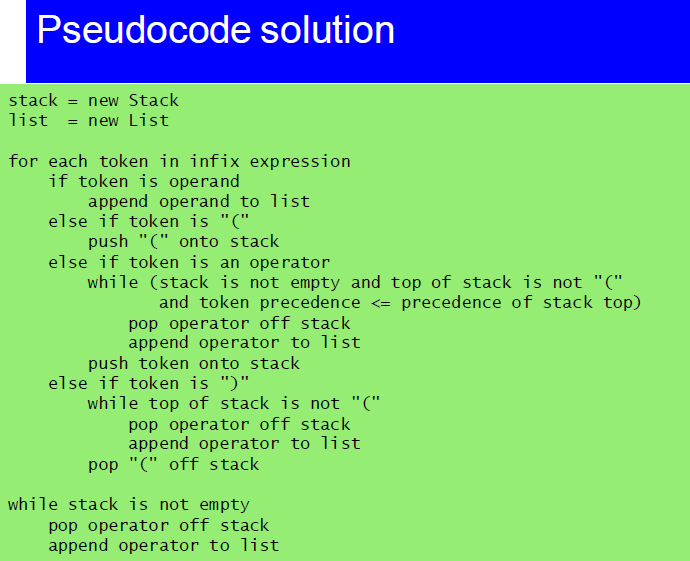 Pseudocode solution
stack = new Stack
list  = new List
for each token in infix expression
    if token is operand
        append operand to list
    else if token is "("
        push "(" onto stack
    else if token is an operator
        while (stack is not empty and top of stack is not "("
               and token precedence <= precedence of stack top)
            pop operator off stack
            append operator to list
        push token onto stack
    else if token is ")"
        while top of stack is not "("
            pop operator off stack
            append operator to list
        pop "(" off stack
while stack is not empty
    pop operator off stack
    append operator to list